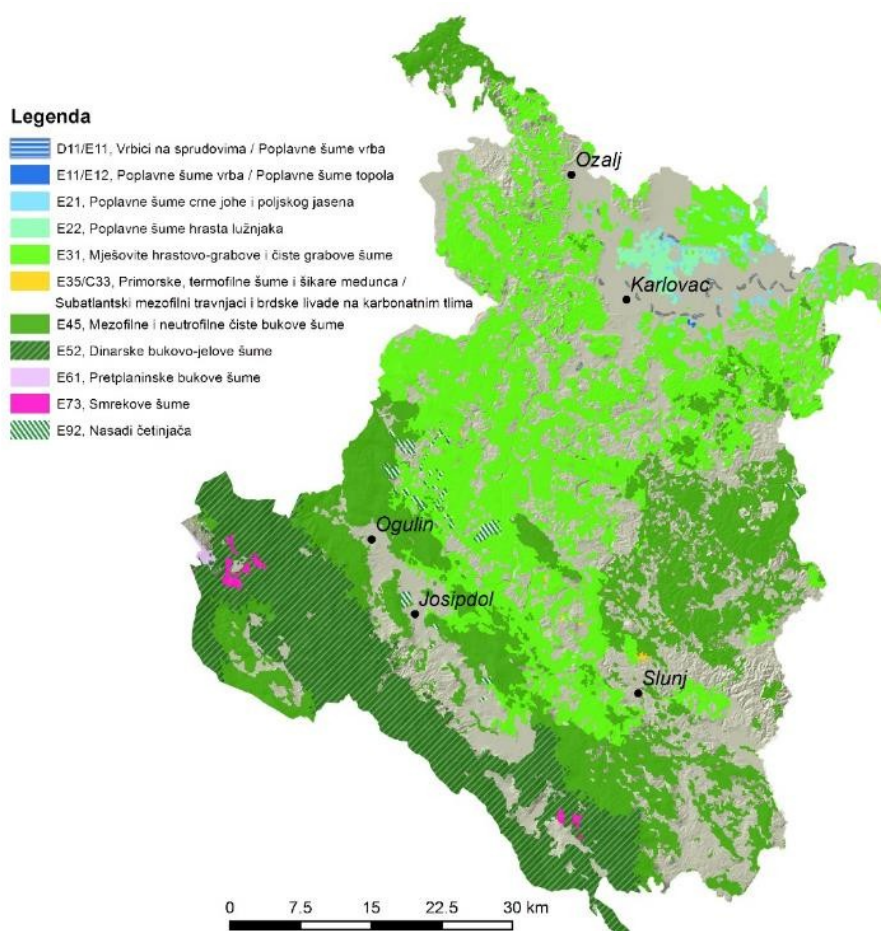 Legenda
D11/E11, Vrbici na sprudovima / Poplavne šume vrba
E11/E12, Poplavne šume vrba / Poplavne šume topola
E21, Poplavne šume crne johe i poljskog jasena
E22, Poplavne šume hrasta lužnjaka
E31, Mješovite hrastovo-grabove i čiste grabove šume
E35/C33, Primorske, termofilne šume i šikare medunca /
Subatlantski mezofilni travnjaci i brdske livade na karbonatnim tlima
E45, Mezofilne i neutrofilne čiste bukove šume
E52, Dinarske bukovo-jelove šume
E61, Pretplaninske bukove šume
E73, Smrekove šume
E92, Nasadi četinjača
Ozalj
Karlovac
Ogulin
Josipdol
Slunj
0 7.5 15 22.5 30 km